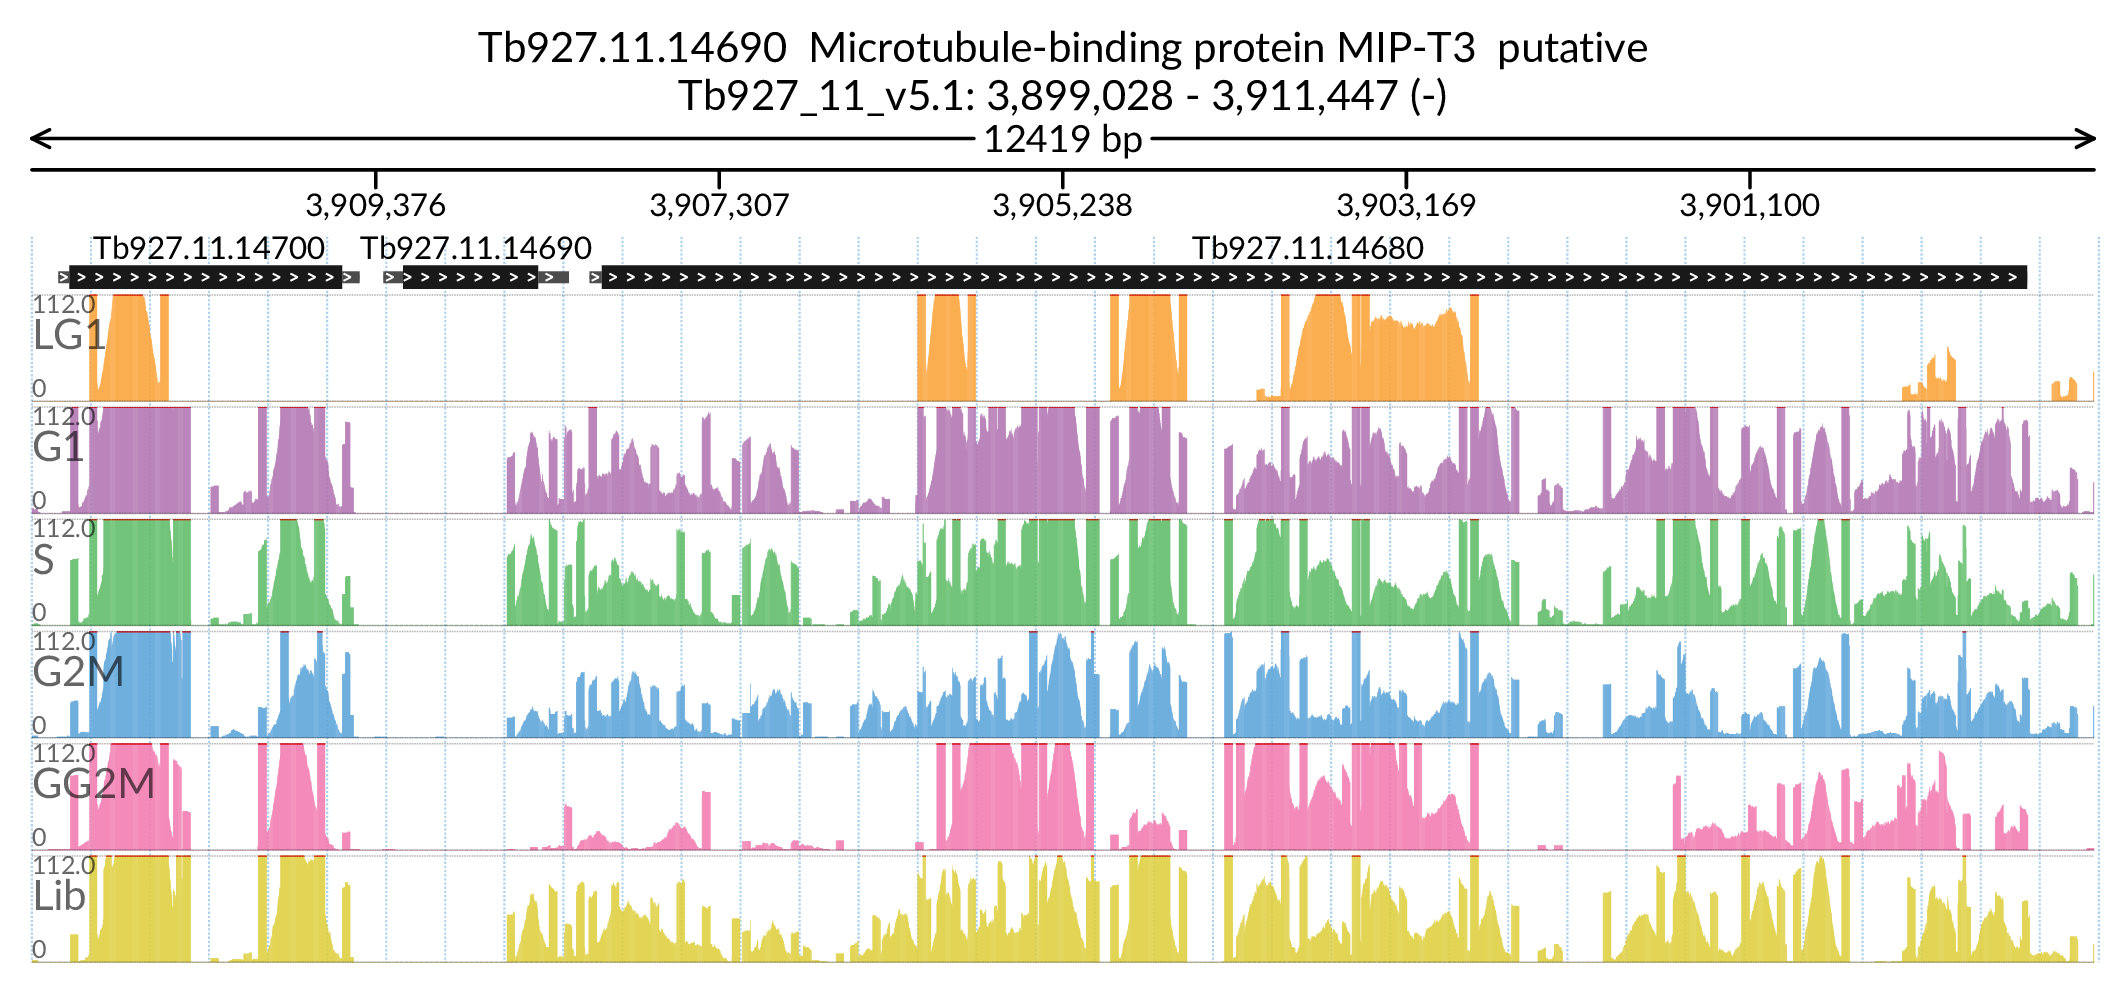 Tb927.11.14690  Microtubule-binding protein MIP-T3  putative
Tb927_11_v5.1: 3,899,028 - 3,911,447 (-)
12419 bp
3,909,376 3,907,307 3,905,238 3,903,169 3,901,100
Tb927.11.14700 Tb927.11.14690 Tb927.11.14680
112.0
LG1
0
112.0
G1
0
112.0
S
0
112.0
G2M
0
112.0
GG2M
0
112.0
Lib
0